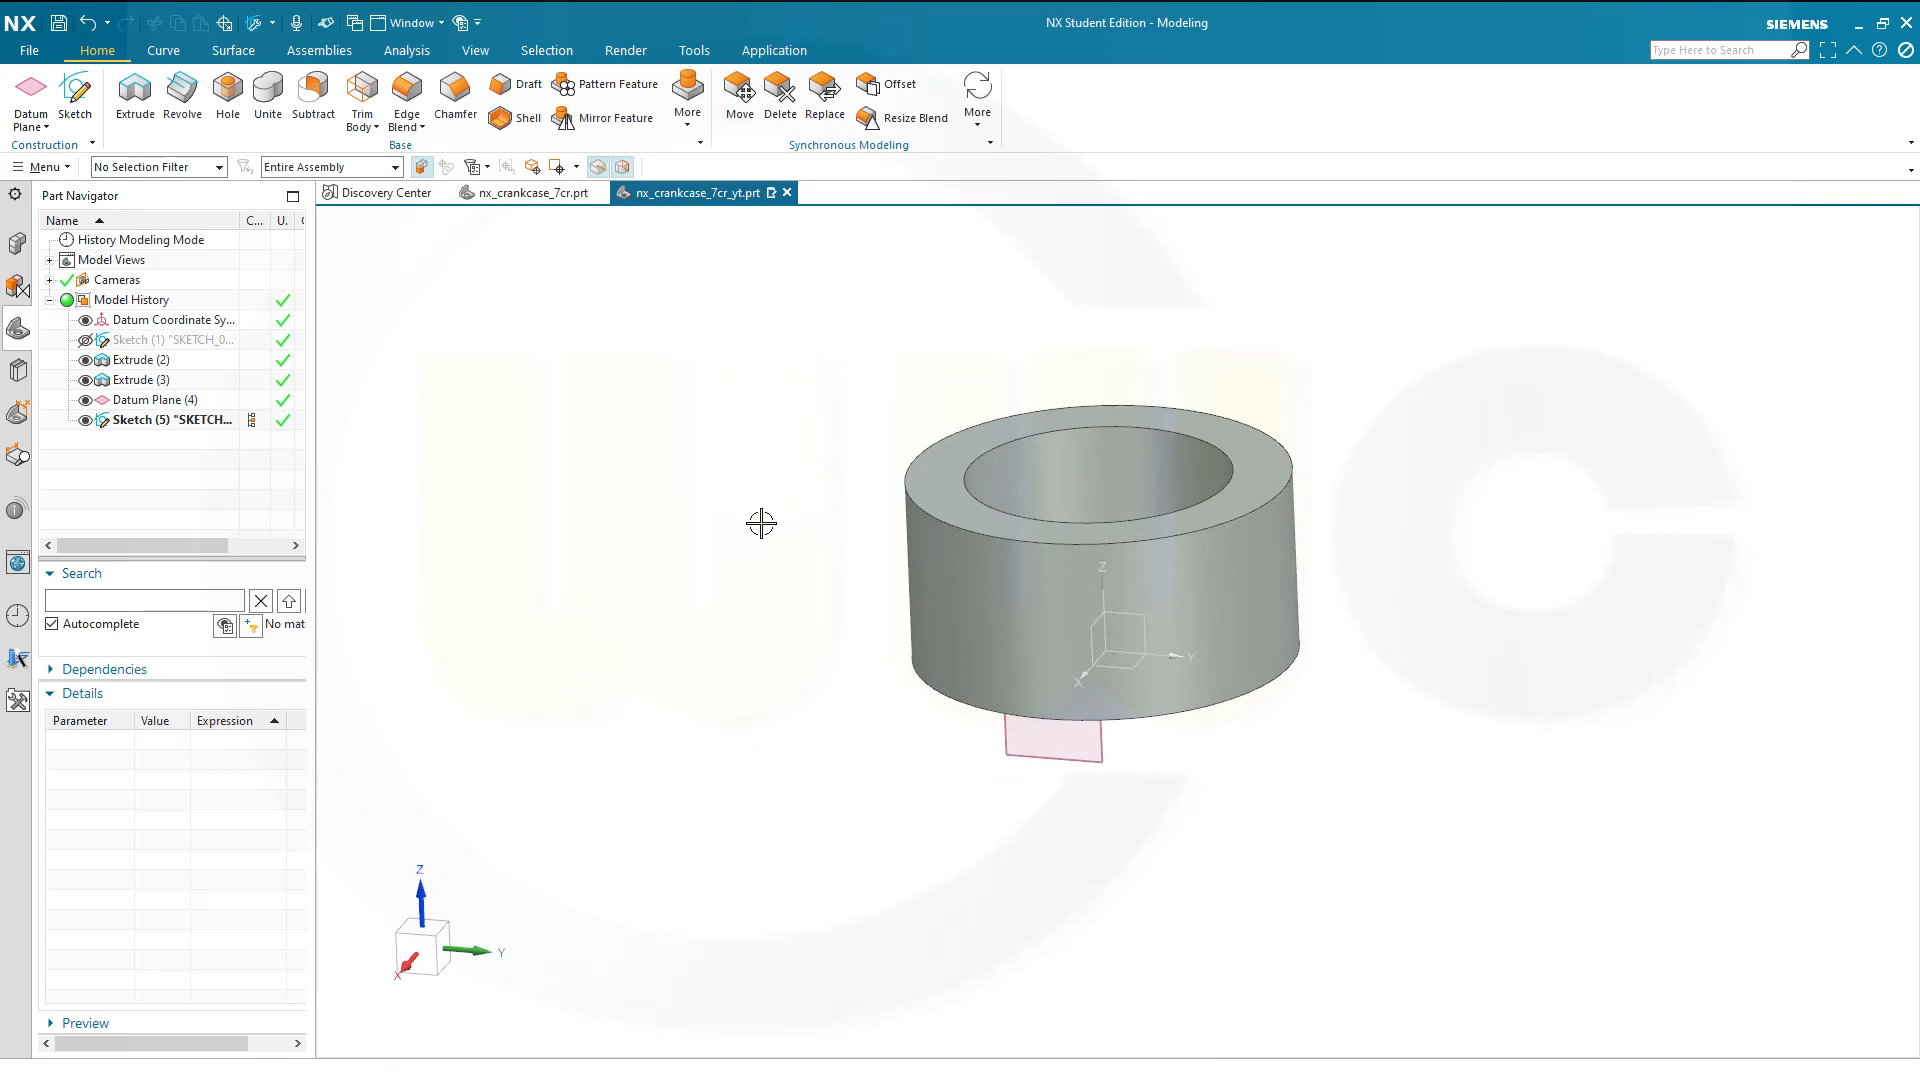 NX
Window
NX Student Edition - Modeling
SIEMENS
File
Home
Curve
Surface
Assemblies
Analysis
View
Selection
Render
Tools
Application
Type Here to Search
Datum Plane
Sketch
Extrude
Revolve
Hole
Unite
Subtract
Trim Body
Edge Blend
Chamfer
Draft
Shell
Pattern Feature
Mirror Feature
More
Move
Delete
Replace
Offset
Resize Blend
More
Construction
Base
Synchronous Modeling
Menu
No Selection Filter
Entire Assembly
Part Navigator
Discovery Center
nx_crankcase_7cr.prt
nx_crankcase_7cr_yt.prt
Name
C...
U.
History Modeling Mode
Model Views
Cameras
Model History
Datum Coordinate Sy...
Sketch (1) "SKETCH_0...
Extrude (2)
Extrude (3)
Datum Plane (4)
Sketch (5) "SKETCH...
Search
Autocomplete
No mat
Dependencies
Details
Parameter
Value
Expression
Preview
Z
Y
X
Z
Y
X